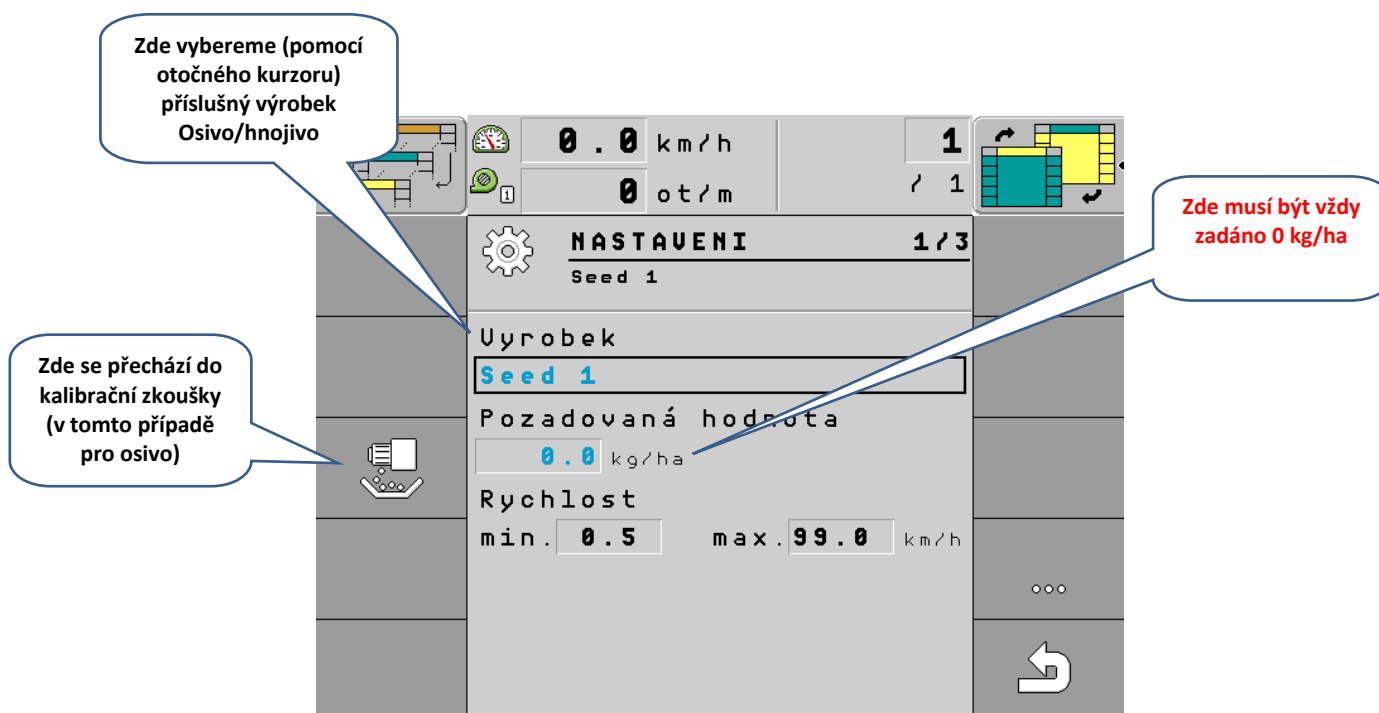 Zde vybereme (pomocí
otočného kurzoru)
příslušný výrobek
Osivo/hnojivo
0.0 km/h
1
1
0 ot/m
/ 1
Zde musí být vždy
zadáno 0 kg/ha
NASTAVENI 1/3
Seed 1
Vyrobek
Seed 1
Zde se přechází do
kalibrační zkoušky
(v tomto případě
pro osivo)
Pozadovaná hodnota
0.0 kg/ha
Rychlost
min. 0.5 max. 99.0 km/h